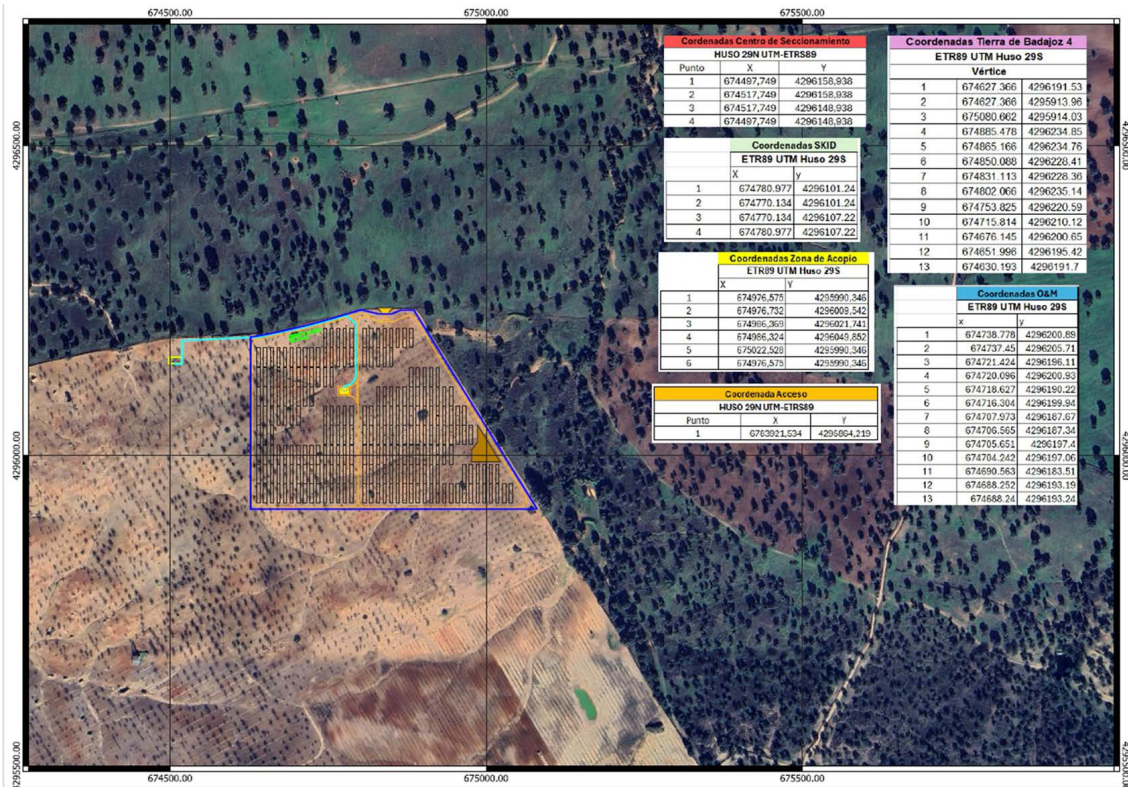 674500.00 675000.00 675500.00
4296500.00 4296500.00
4296000.00 4296000.00
4295500.00 4295500.00
674500.00 675000.00 675500.00
Cordenadas Centro de Seccionamiento
HUSO 29N UTM-ETRS89
Punto X Y
1 674497,749 4296158,938
2 674517,749 4296158,938
3 674517,749 4296148,938
4 674497,749 4296148,938
Coordenadas SKID
ETR89 UTM Huso 29S
X y
1 674780.977 4296101.24
2 674770.134 4296101.24
3 674770.134 4296107.22
4 674780.977 4296107.22
Coordenadas Zona de Acopio
ETR89 UTM Huso 29S
X Y
1 674976,575 4295990,346
2 674976,732 4296009,542
3 674986,369 4296021,741
4 674986,324 4296049,852
5 675022,528 4295990,346
6 674976,575 4295990,346
Coordenada Acceso
HUSO 29N UTM-ETRS89
Punto X Y
1 6783921,534 4295864,219
Coordenadas Tierra de Badajoz 4
ETR89 UTM Huso 29S
Vértice
1 674627.366 4296191.53
2 674627.366 4295913.96
3 675080.662 4295914.03
4 674885.478 4296234.85
5 674865.166 4296234.76
6 674850.088 4296228.41
7 674831.113 4296228.36
8 674802.066 4296235.14
9 674753.825 4296220.59
10 674715.814 4296210.12
11 674676.145 4296200.65
12 674651.996 4296195.42
13 674630.193 4296191.7
Coordenadas O&M
ETR89 UTM Huso 29S
x y
1 674738.778 4296200.89
2 674737.45 4296205.71
3 674721.424 4296196.11
4 674720.096 4296200.93
5 674718.627 4296190.22
6 674716.304 4296199.94
7 674707.973 4296187.67
8 674706.565 4296187.34
9 674705.651 4296197.4
10 674704.242 4296197.06
11 674690.563 4296183.51
12 674688.252 4296193.19
13 674688.24 4296193.24